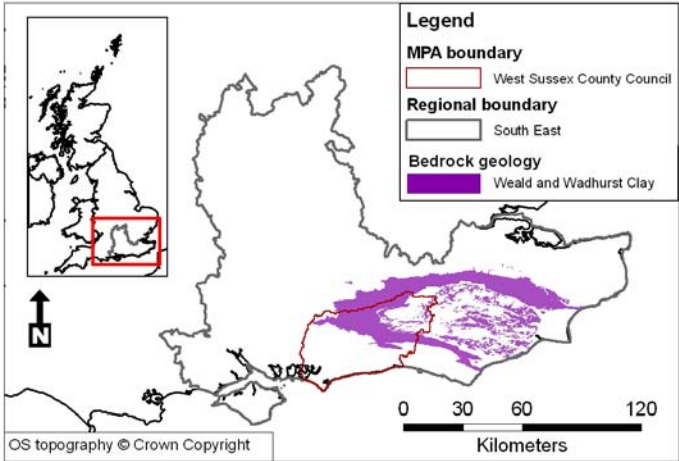 Legend
MPA boundary
West Sussex County Council
Regional boundary
South East
Bedrock geology
Weald and Wadhurst Clay
N
0 30 60 120
Kilometers
OS topography © Crown Copyright